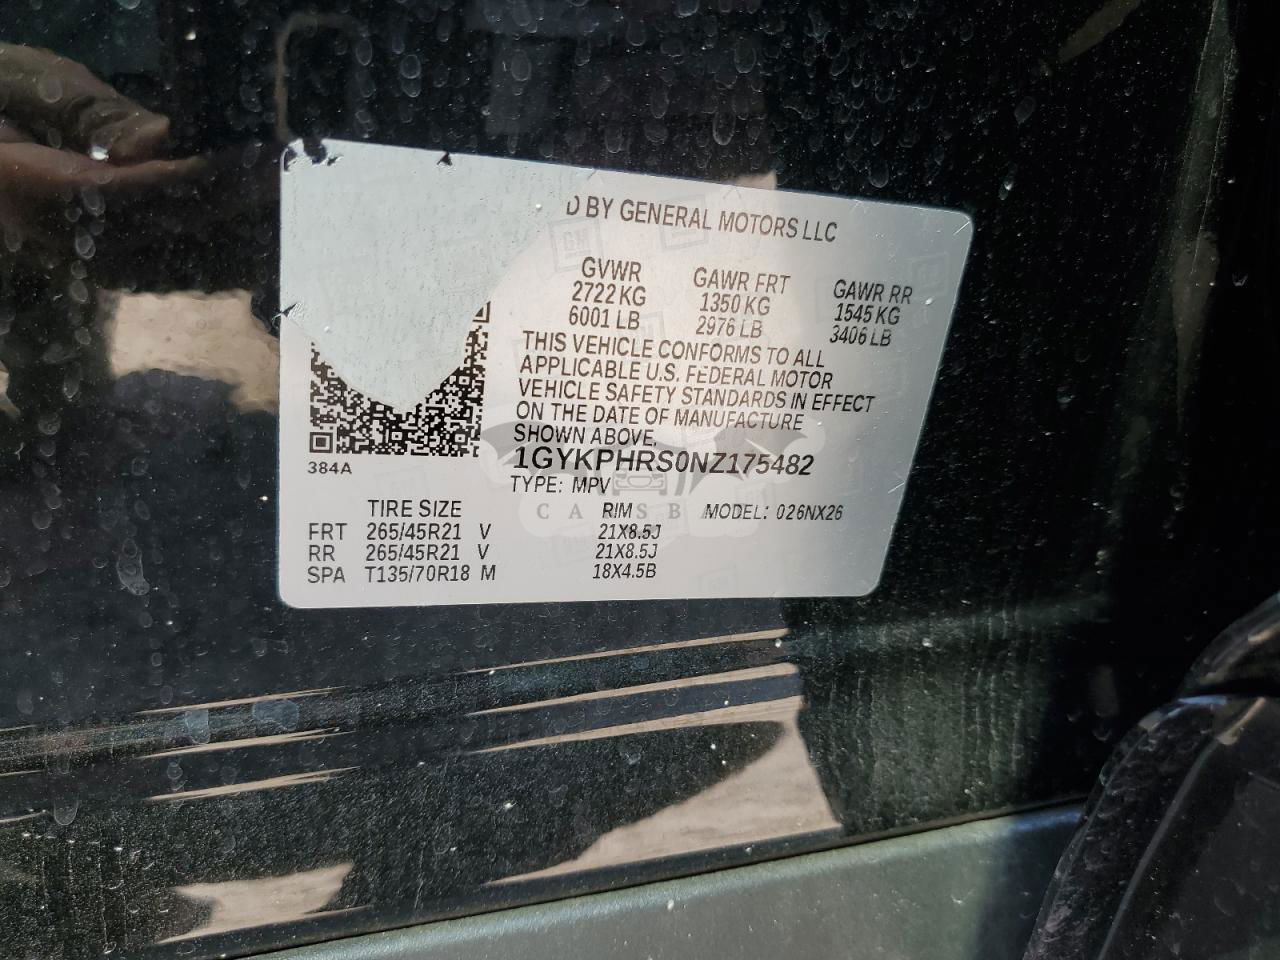 D BY GENERAL MOTORS LLC
GVWR GAWR FRT GAWR RR
2722 KG 1350 KG 1545 KG
6001 LB 2976 LB 3406 LB
THIS VEHICLE CONFORMS TO ALL
APPLICABLE U.S. FEDERAL MOTOR
VEHICLE SAFETY STANDARDS IN EFFECT
ON THE DATE OF MANUFACTURE
SHOWN ABOVE.
1GYKPHRS0NZ175482
384A
TYPE: MPV
TIRE SIZE RIM MODEL: 026NX26
FRT 265/45R21 V 21X8.5J
RR 265/45R21 V 21X8.5J
SPA T135/70R18 M 18X4.5B